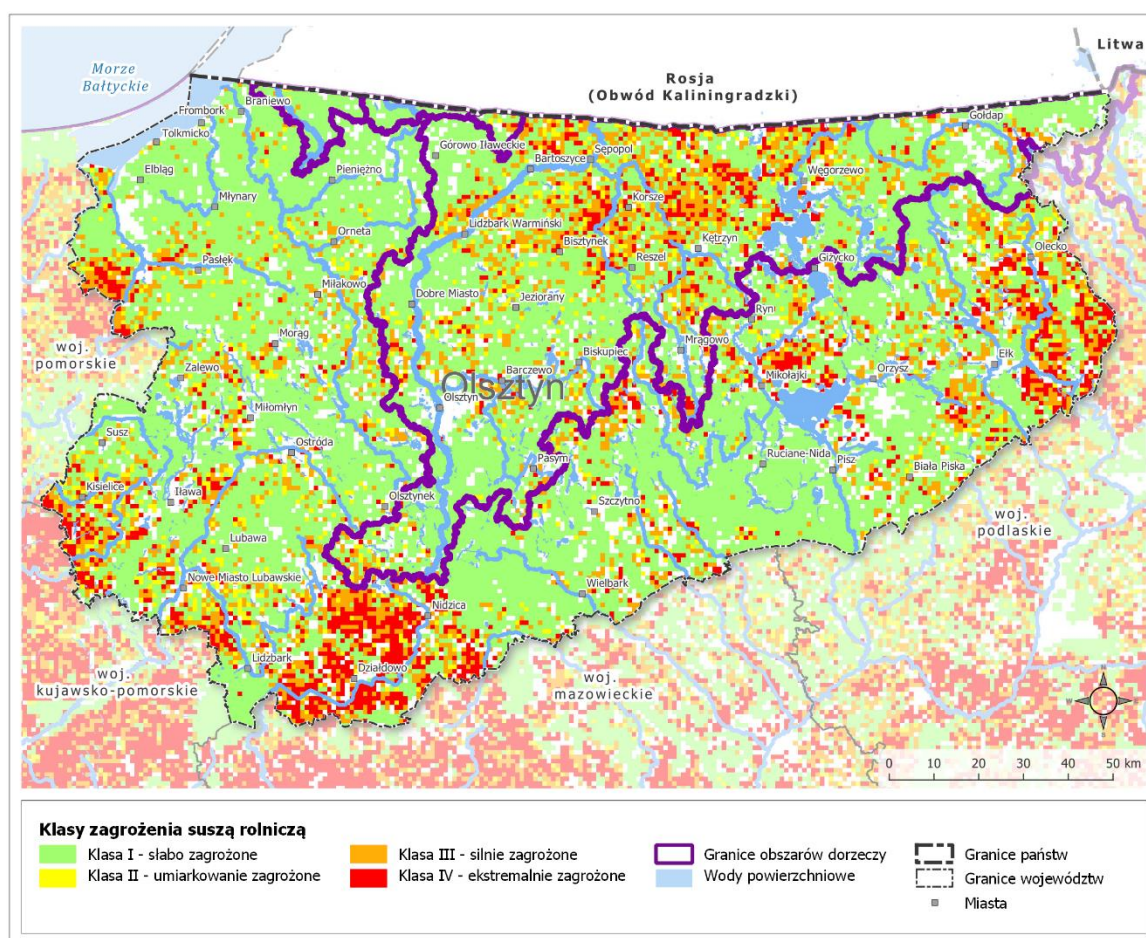 Morze
Bałtyckie
Rosja
(Obwód Kaliningradzki)
Litwa
Frombork
Braniewo
Tolkmicko
Elbląg
Młynary
Pieniężno
Górowo Iławeckie
Bartoszyce
Sępopol
Węgorzewo
Gołdap
Korsze
Orneta
Lidzbark Warmiński
Bisztynek
Kętrzyn
Olecko
Pasłęk
Reszel
Giżycko
Miłakowo
Dobre Miasto
Jeziorany
Ryn
woj.
pomorskie
Morąg
Mrągowo
Zalewo
Barczewo
Biskupiec
Mikołajki
Orzysz
Ełk
Olsztyn
Olsztyn
Miłomłyn
Susz
Ostróda
Pasym
Ruciane-Nida
Pisz
Biała Piska
Kisielice
Iława
Olsztynek
Szczytno
woj.
podlaskie
Lubawa
Nowe Miasto Lubawskie
Wielbark
Nidzica
Lidzbark
Działdowo
woj.
kujawsko-pomorskie
woj.
mazowieckie
0 10 20 30 40 50 km
Klasy zagrożenia suszą rolniczą
Klasa I - słabo zagrożone
Klasa II - umiarkowanie zagrożone
Klasa III - silnie zagrożone
Klasa IV - ekstremalnie zagrożone
Granice obszarów dorzeczy
Wody powierzchniowe
Granice państw
Granice województw
Miasta